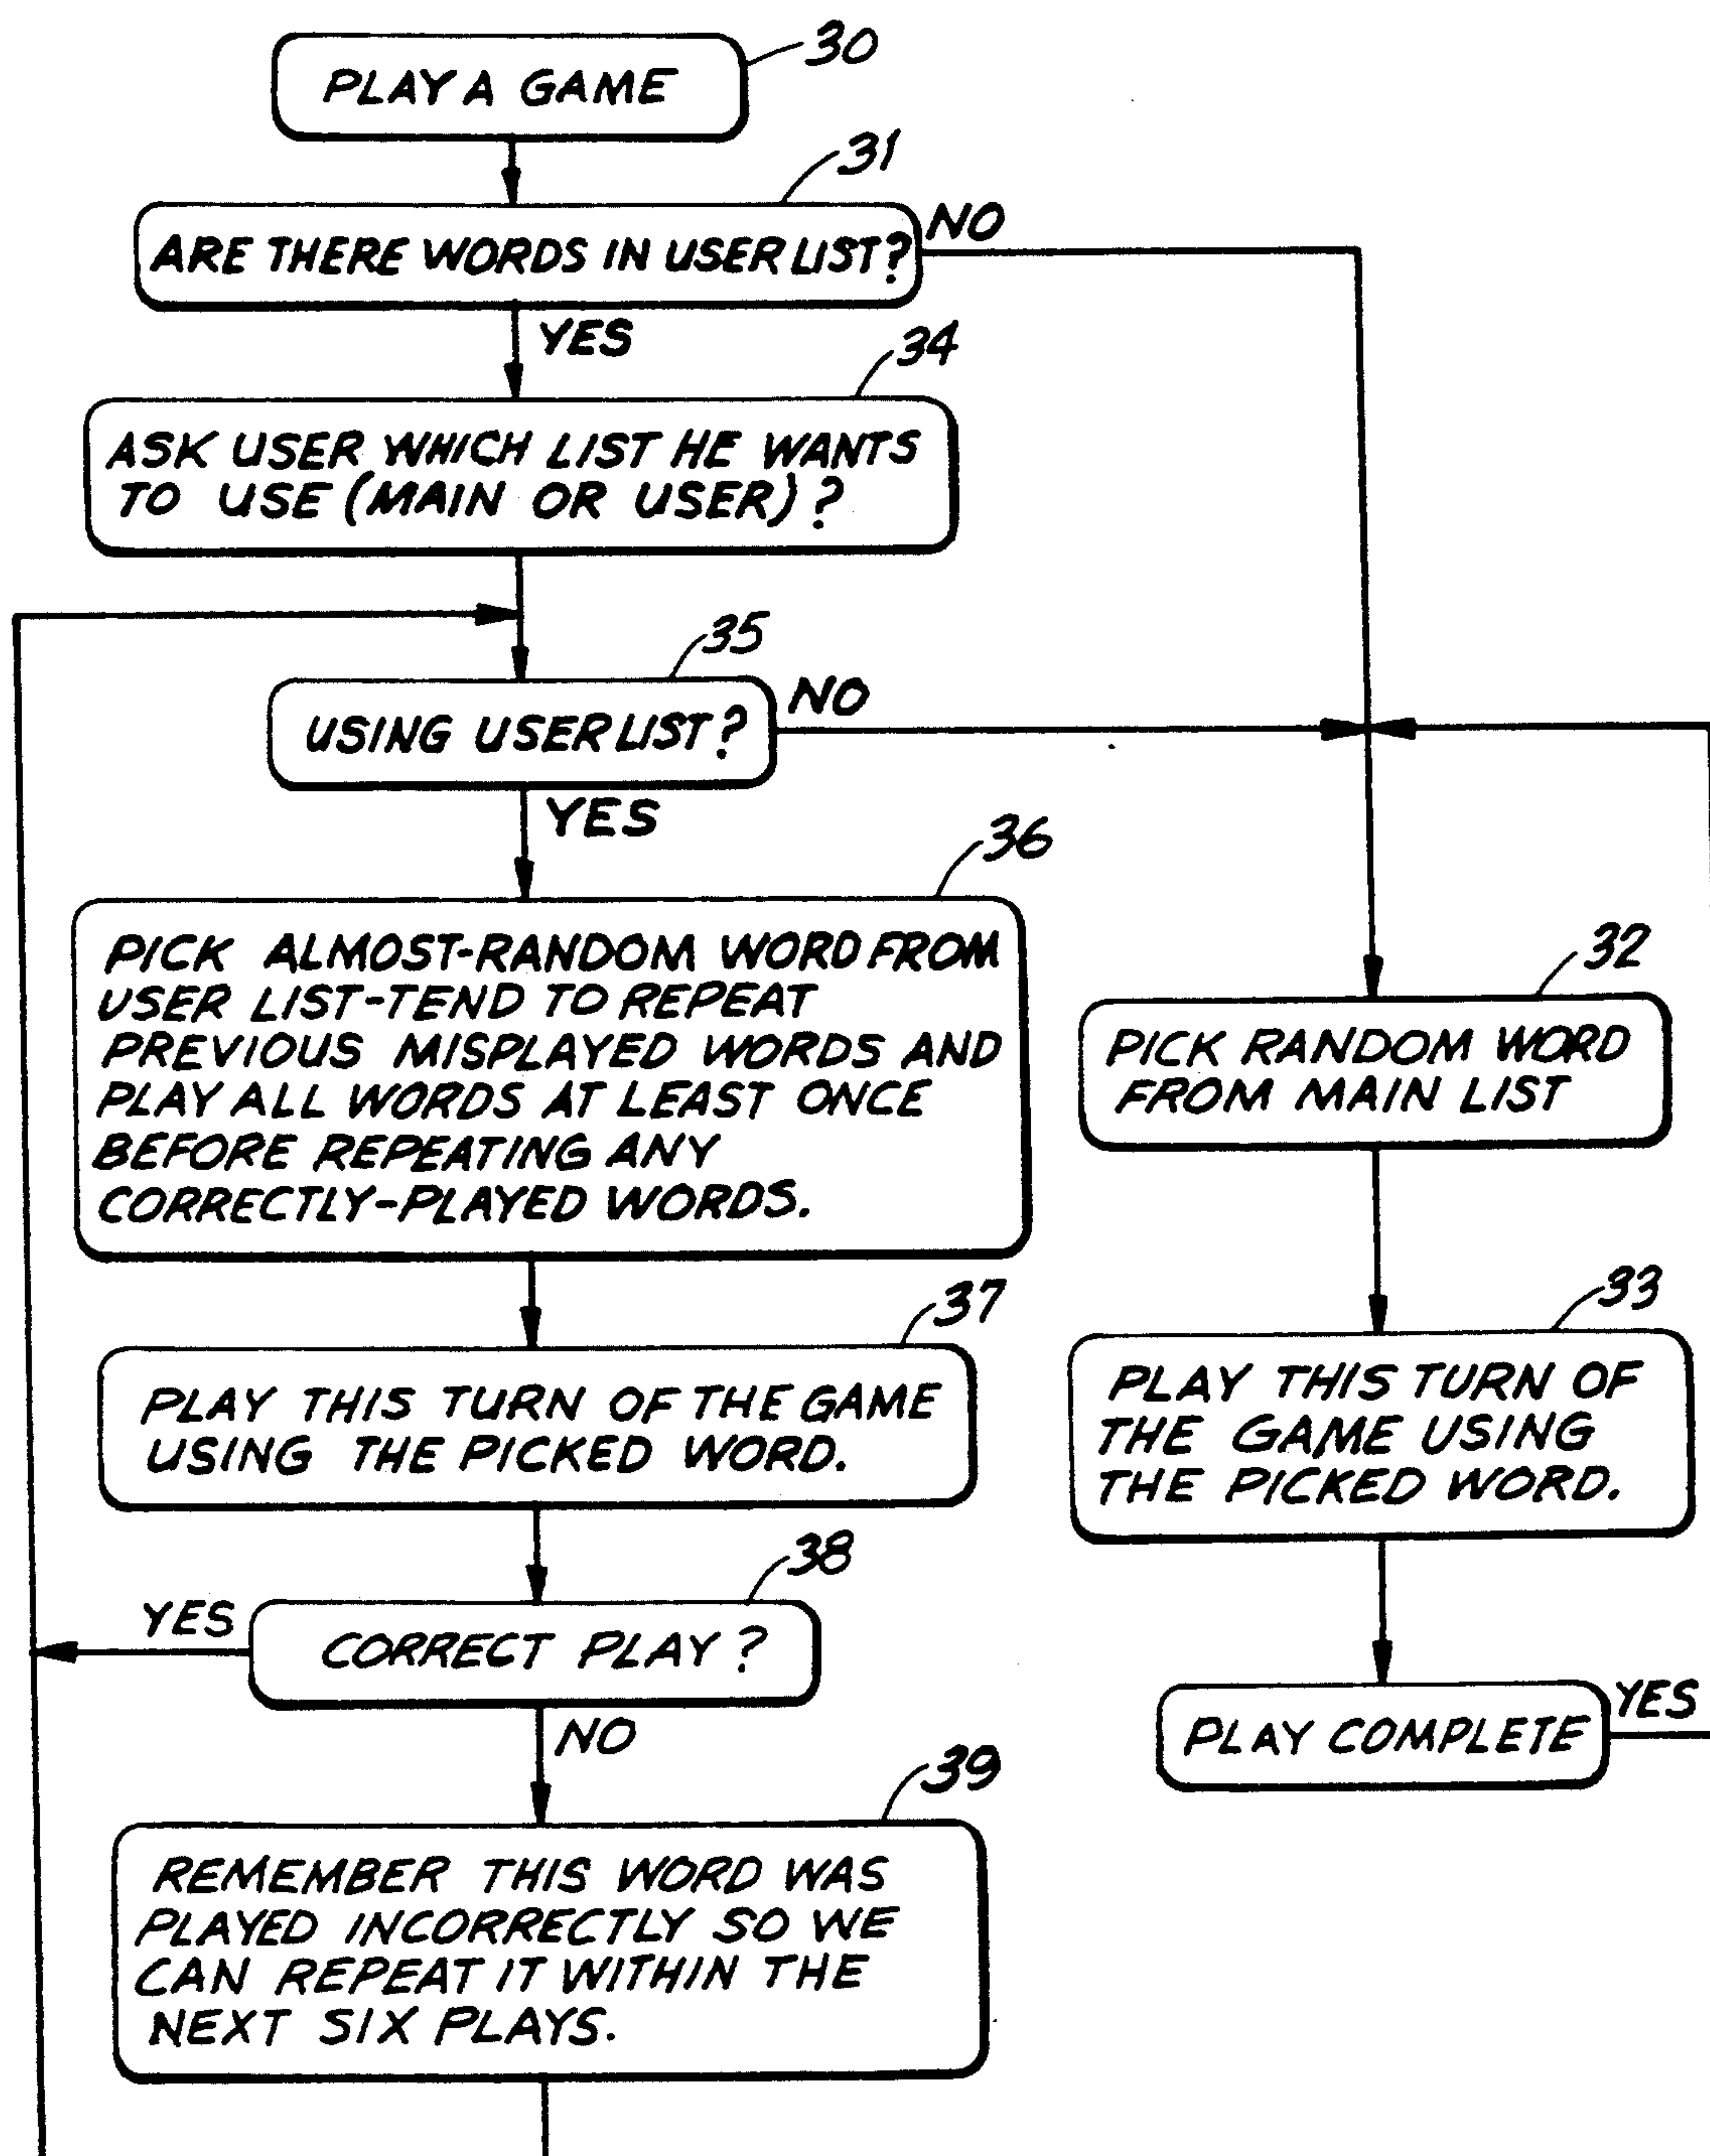 30
PLAY A GAME
31
ARE THERE WORDS IN USER LIST?
NO
YES
34
ASK USER WHICH LIST HE WANTS
TO USE (MAIN OR USER)?
35
USING USER LIST?
NO
YES
36
PICK ALMOST-RANDOM WORD FROM
USER LIST-TEND TO REPEAT
PREVIOUS MISPLAYED WORDS AND
PLAY ALL WORDS AT LEAST ONCE
BEFORE REPEATING ANY
CORRECTLY-PLAYED WORDS.
32
PICK RANDOM WORD
FROM MAIN LIST
37
PLAY THIS TURN OF THE GAME
USING THE PICKED WORD.
33
PLAY THIS TURN OF
THE GAME USING
THE PICKED WORD.
38
YES
CORRECT PLAY?
NO
PLAY COMPLETE
YES
39
REMEMBER THIS WORD WAS
PLAYED INCORRECTLY SO WE
CAN REPEAT IT WITHIN THE
NEXT SIX PLAYS.